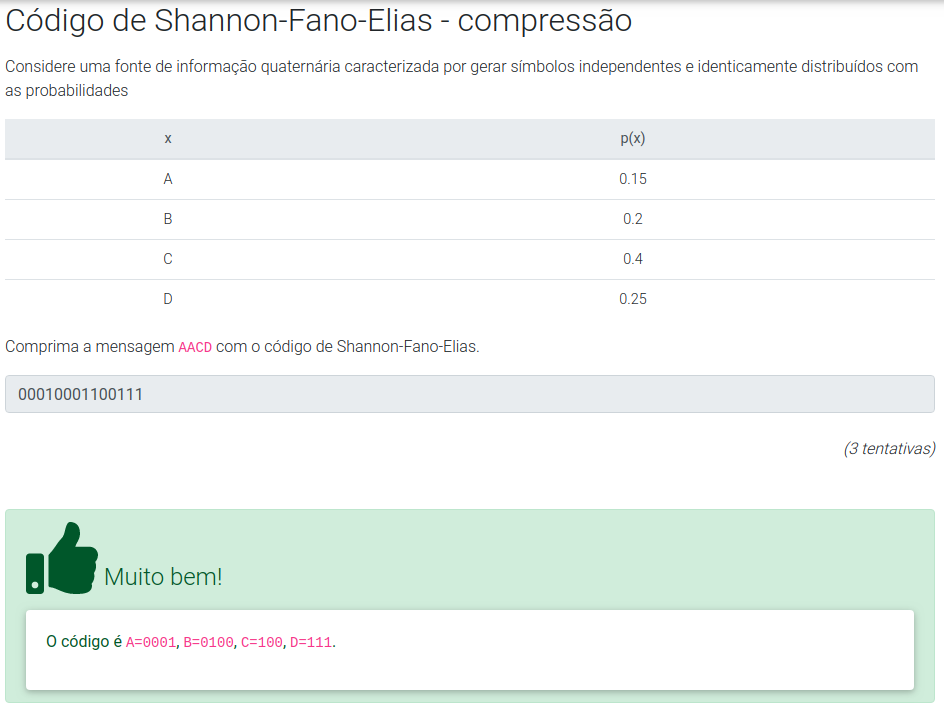 Código de Shannon-Fano-Elias - compressão
Considere uma fonte de informação quaternária caracterizada por gerar símbolos independentes e identicamente distribuídos com
as probabilidades
x p(x)
A 0.15
B 0.2
C 0.4
D 0.25
Comprima a mensagem AACD com o código de Shannon-Fano-Elias.
00010001100111
(3 tentativas)
Muito bem!
O código é A=0001, B=0100, C=100, D=111.